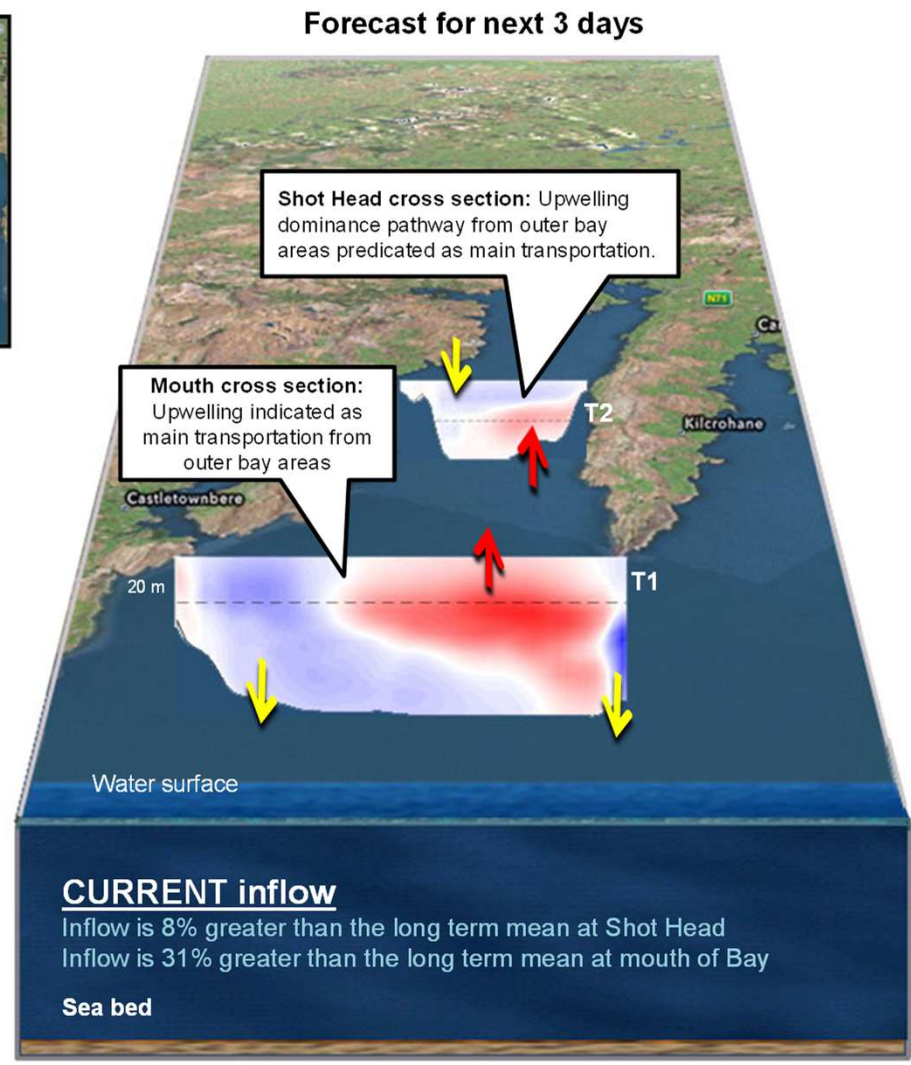 Forecast for next 3 days
Shot Head cross section: Upwelling
dominance pathway from outer bay
areas predicated as main transportation.
N71
Mouth cross section:
Upwelling indicated as
main transportation from
outer bay areas
T2
Kilcrohane
Castletownbere
20 m
T1
Water surface
CURRENT inflow
Inflow is 8% greater than the long term mean at Shot Head
Inflow is 31% greater than the long term mean at mouth of Bay
Sea bed